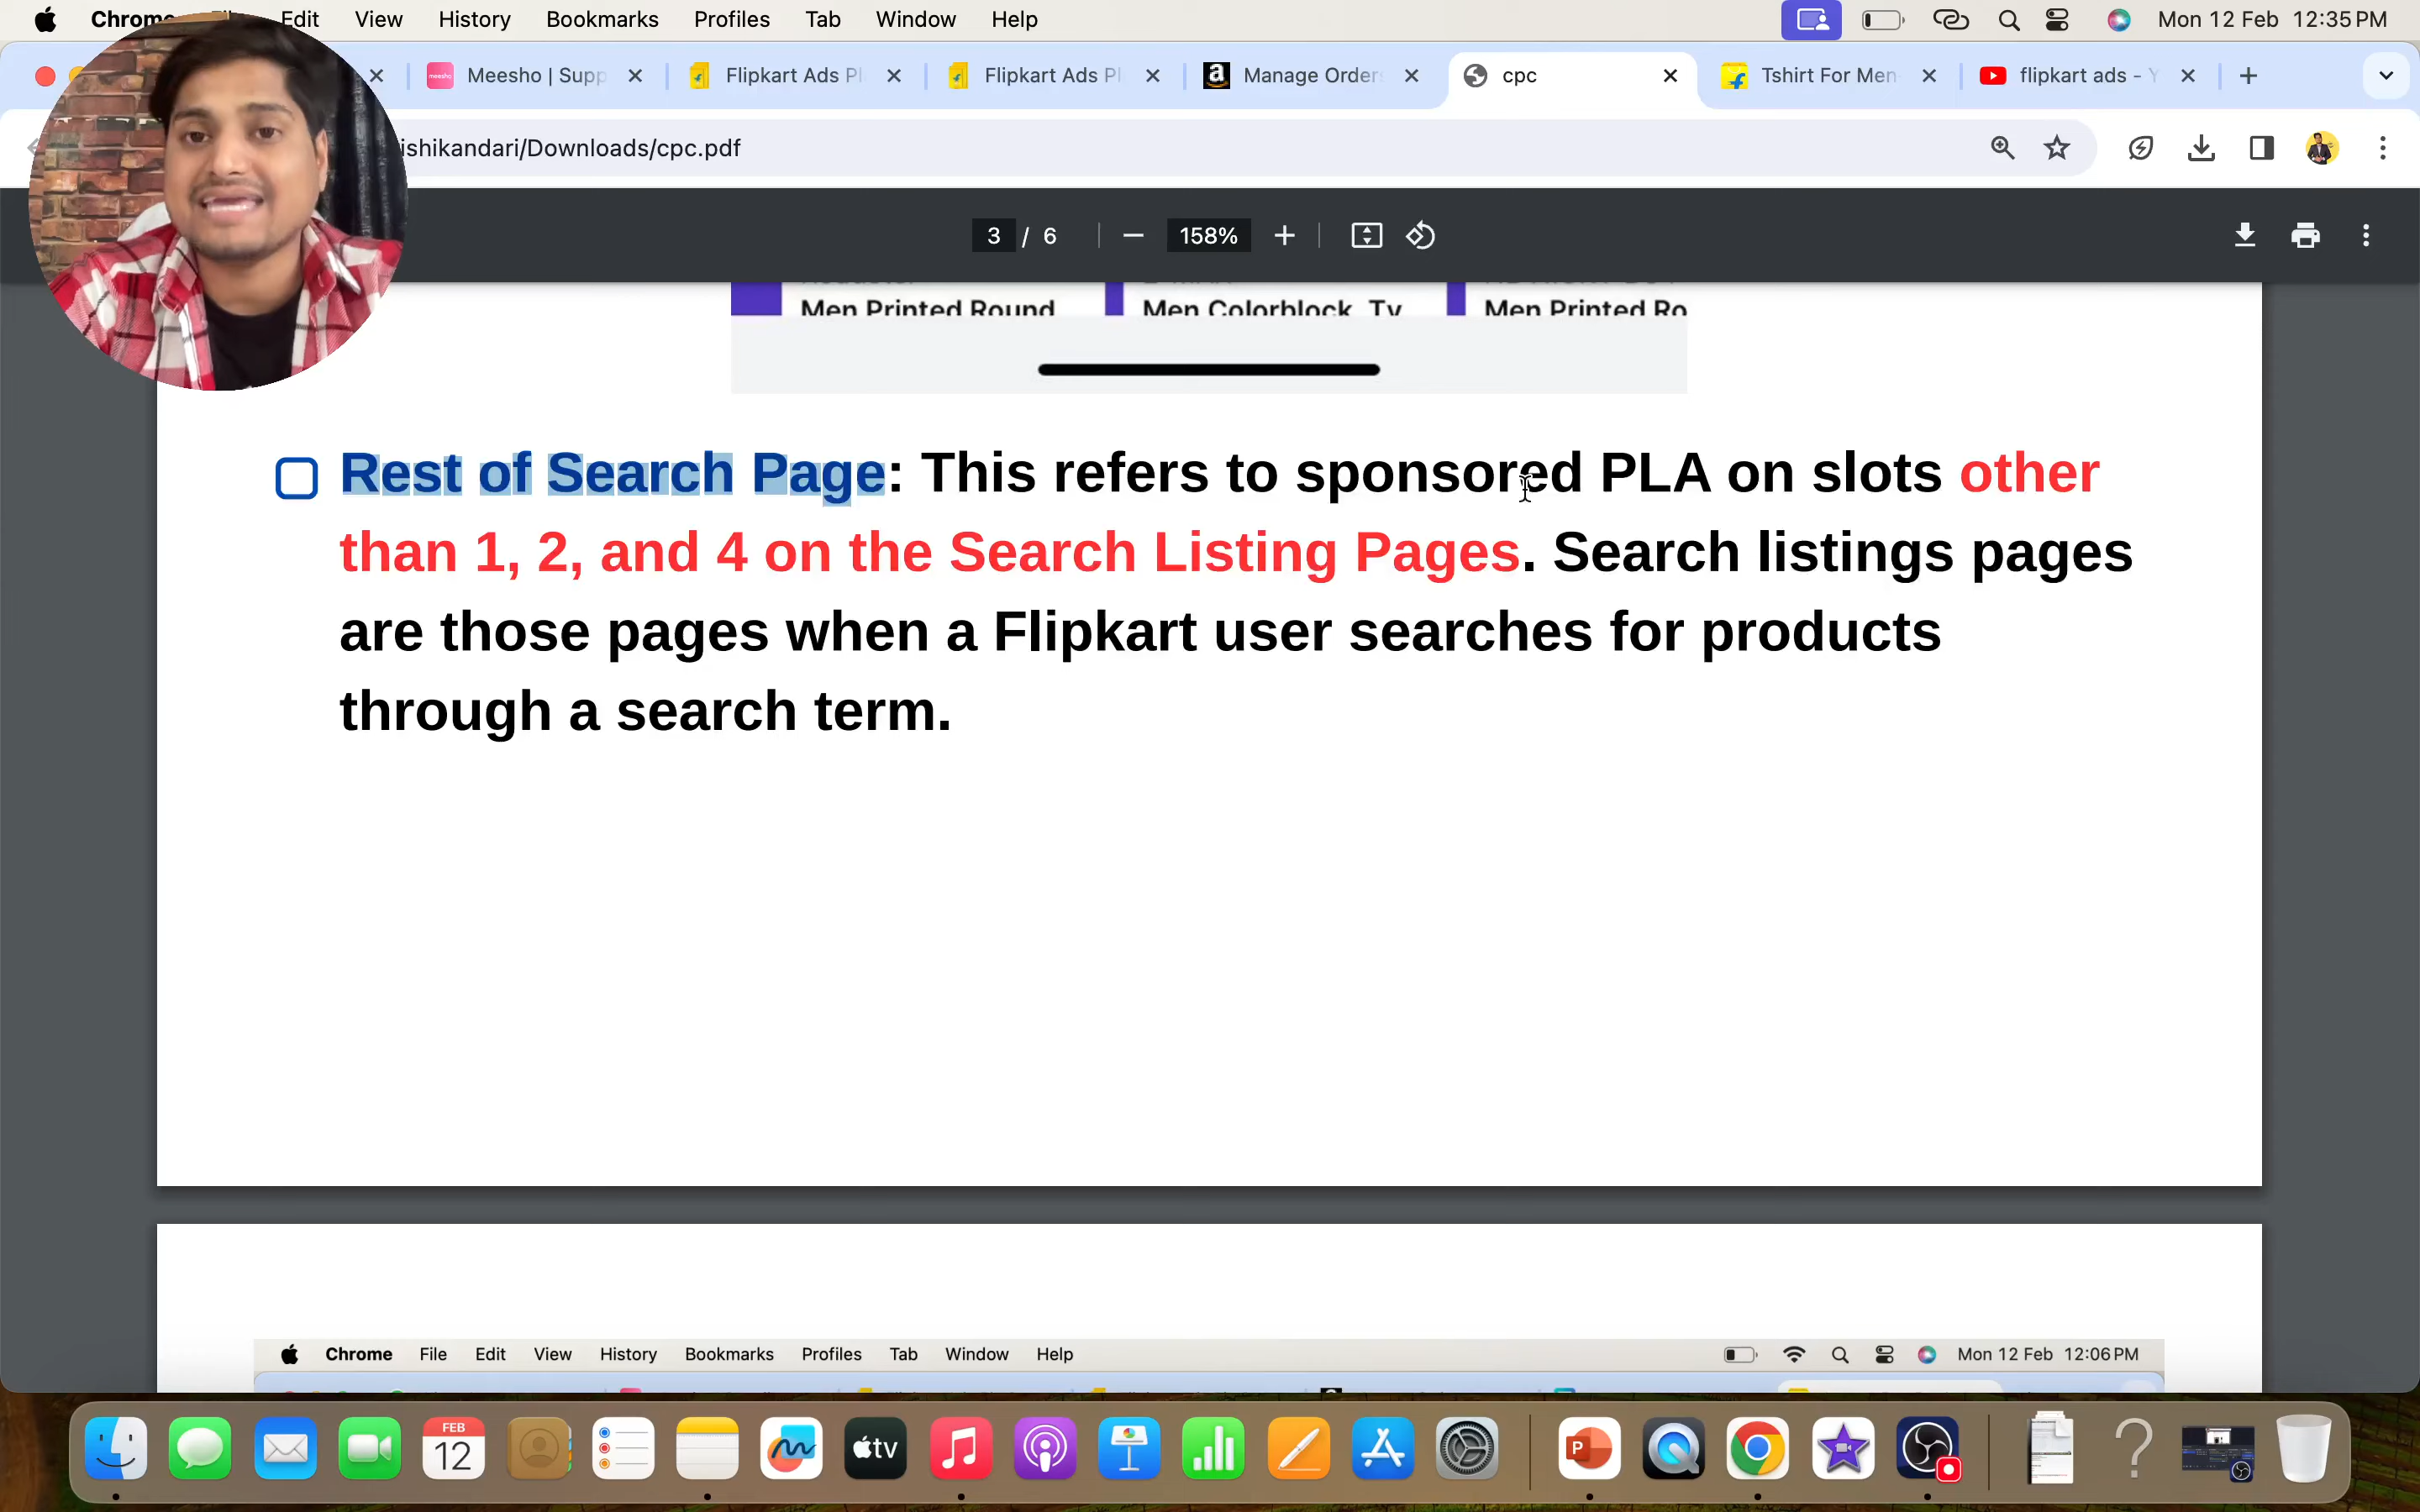 Chrome Edit View History Bookmarks Profiles Tab Window Help Mon 12 Feb 12:35 PM
Meesho | Supp Flipkart Ads Pl Flipkart Ads Pl Manage Order cpc Tshirt For Men flipkart ads - Y
ishikandari/Downloads/cpc.pdf
3 / 6 158%
Men Printed Round Men Colorblock, Ty Men Printed Ro
Rest of Search Page: This refers to sponsored PLA on slots other
than 1, 2, and 4 on the Search Listing Pages. Search listings pages
are those pages when a Flipkart user searches for products
through a search term.
Chrome File Edit View History Bookmarks Profiles Tab Window Help Mon 12 Feb 12:06 PM
FEB
12
tv
P